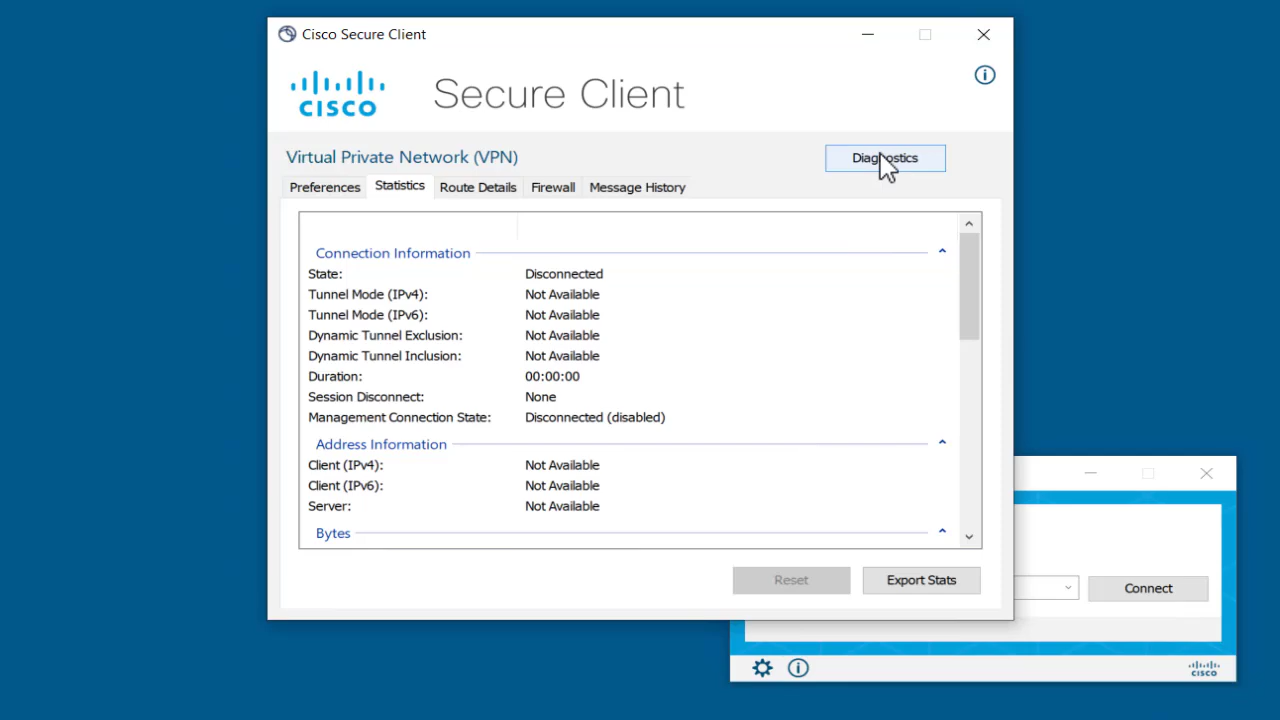 Cisco Secure Client
CISCO
Secure Client
Virtual Private Network (VPN)
Diagnostics
Preferences Statistics Route Details Firewall Message History
Connection Information
State: Disconnected
Tunnel Mode (IPv4): Not Available
Tunnel Mode (IPv6): Not Available
Dynamic Tunnel Exclusion: Not Available
Dynamic Tunnel Inclusion: Not Available
Duration: 00:00:00
Session Disconnect: None
Management Connection State: Disconnected (disabled)
Address Information
Client (IPv4): Not Available
Client (IPv6): Not Available
Server: Not Available
Bytes
Reset Export Stats
Connect
CISCO